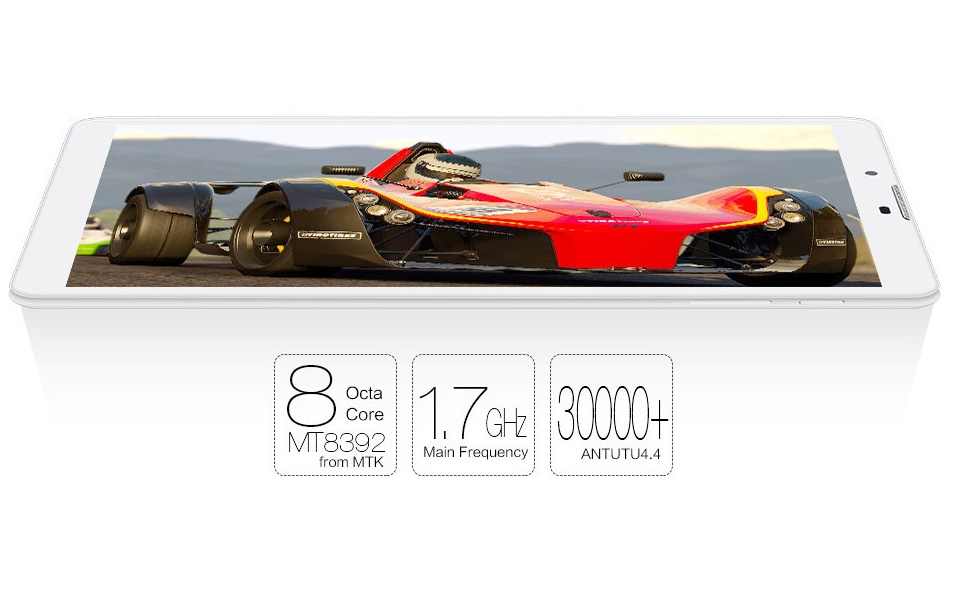 8 Octa
Core
MT8392
from MTK
1.7GHz
Main Frequency
30000+
ANTUTU4.4